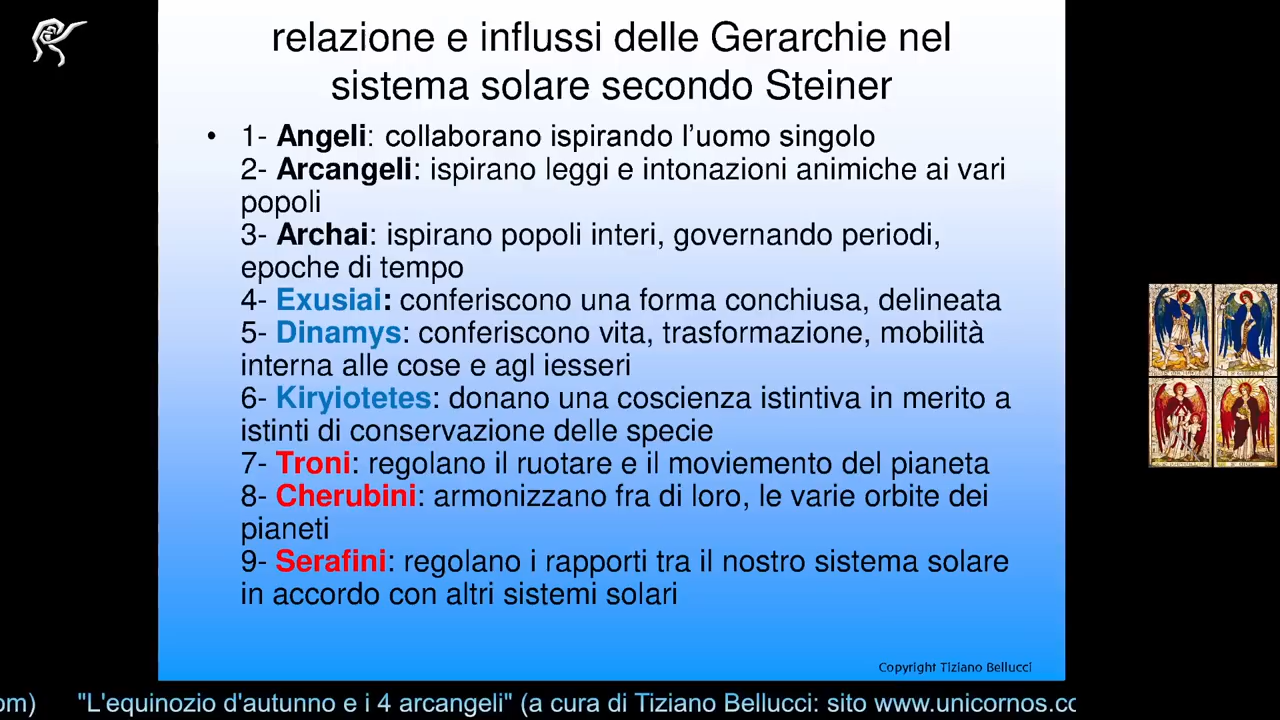 relazione e influssi delle Gerarchie nel
sistema solare secondo Steiner
• 1- Angeli: collaborano ispirando l’uomo singolo
2- Arcangeli: ispirano leggi e intonazioni animiche ai vari
popoli
3- Archai: ispirano popoli interi, governando periodi,
epoche di tempo
4- Exusiai: conferiscono una forma conchiusa, delineata
5- Dinamys: conferiscono vita, trasformazione, mobilità
interna alle cose e agl iesseri
6- Kiryiotetes: donano una coscienza istintiva in merito a
istinti di conservazione delle specie
7- Troni: regolano il ruotare e il moviemento del pianeta
8- Cherubini: armonizzano fra di loro, le varie orbite dei
pianeti
9- Serafini: regolano i rapporti tra il nostro sistema solare
in accordo con altri sistemi solari
Copyright Tiziano Bellucci
om) "L'equinozio d'autunno e i 4 arcangeli" (a cura di Tiziano Bellucci: sito www.unicornos.co